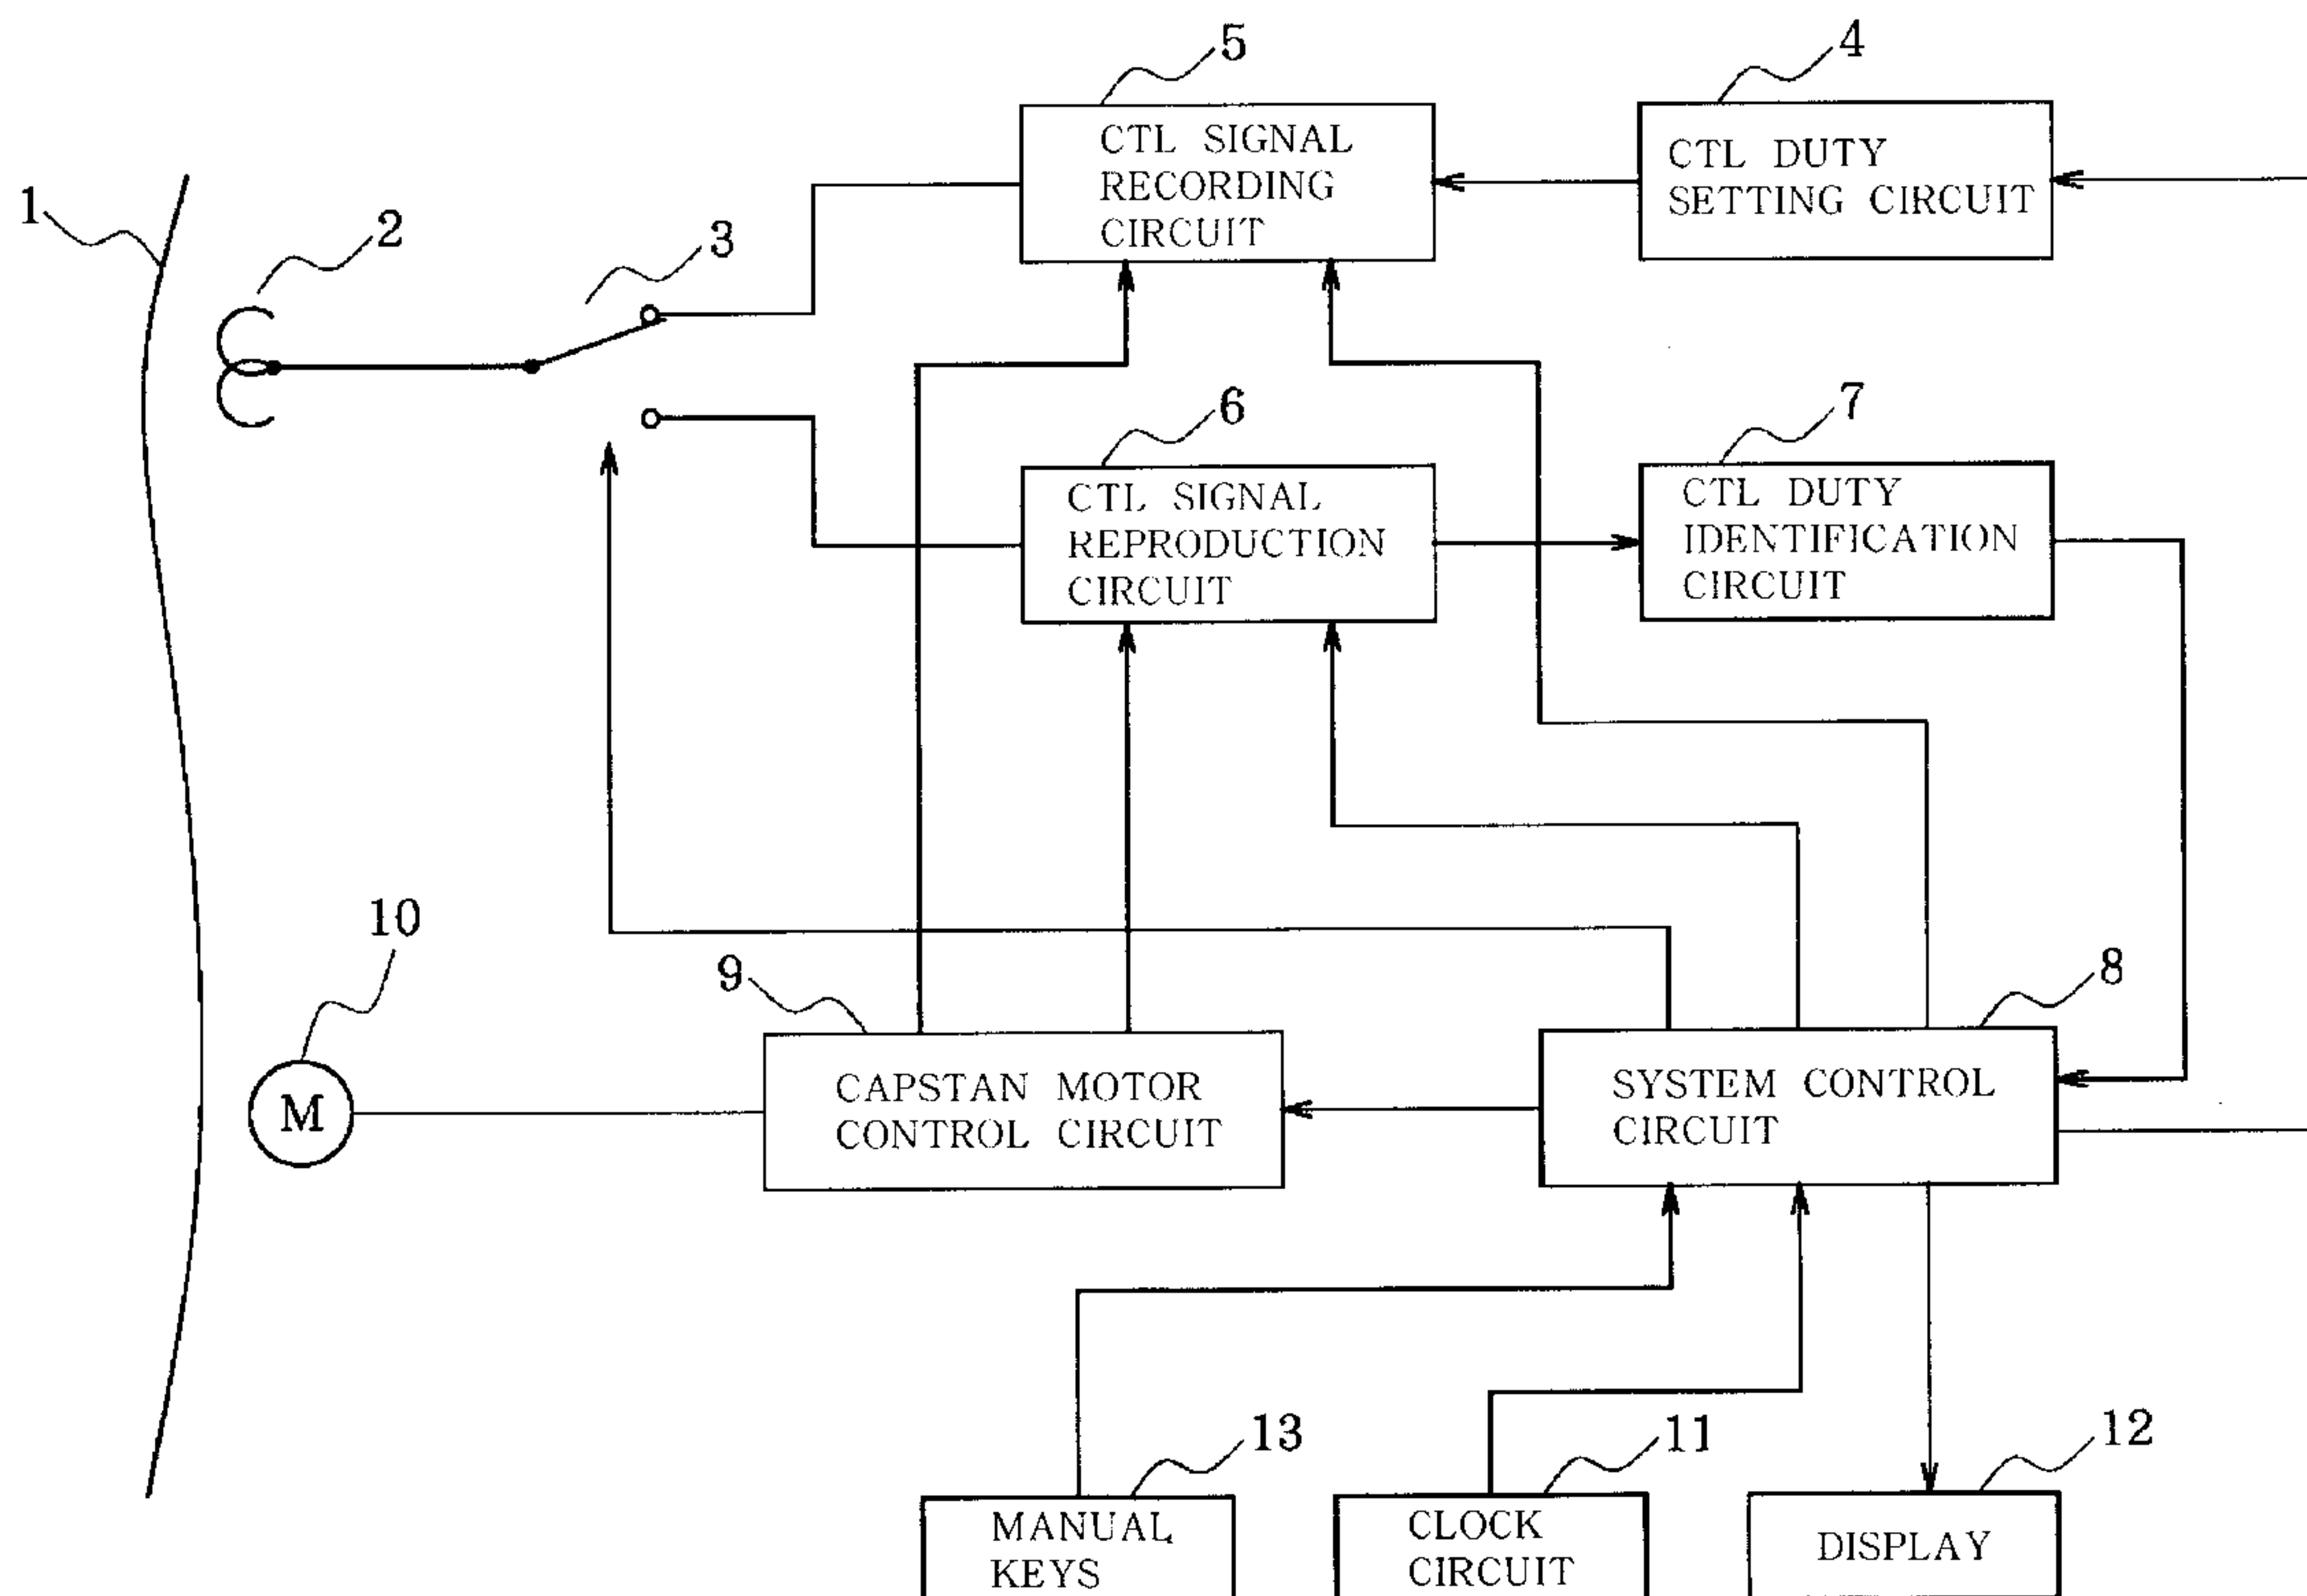 5
4
CTL SIGNAL
RECORDING
CIRCUIT
CTL DUTY
SETTING CIRCUIT
1
2
3
6
7
CTL SIGNAL
REPRODUCTION
CIRCUIT
CTL DUTY
IDENTIFICATION
CIRCUIT
10
9
8
M
CAPSTAN MOTOR
CONTROL CIRCUIT
SYSTEM CONTROL
CIRCUIT
13
11
12
MANUAL
KEYS
CLOCK
CIRCUIT
DISPLAY